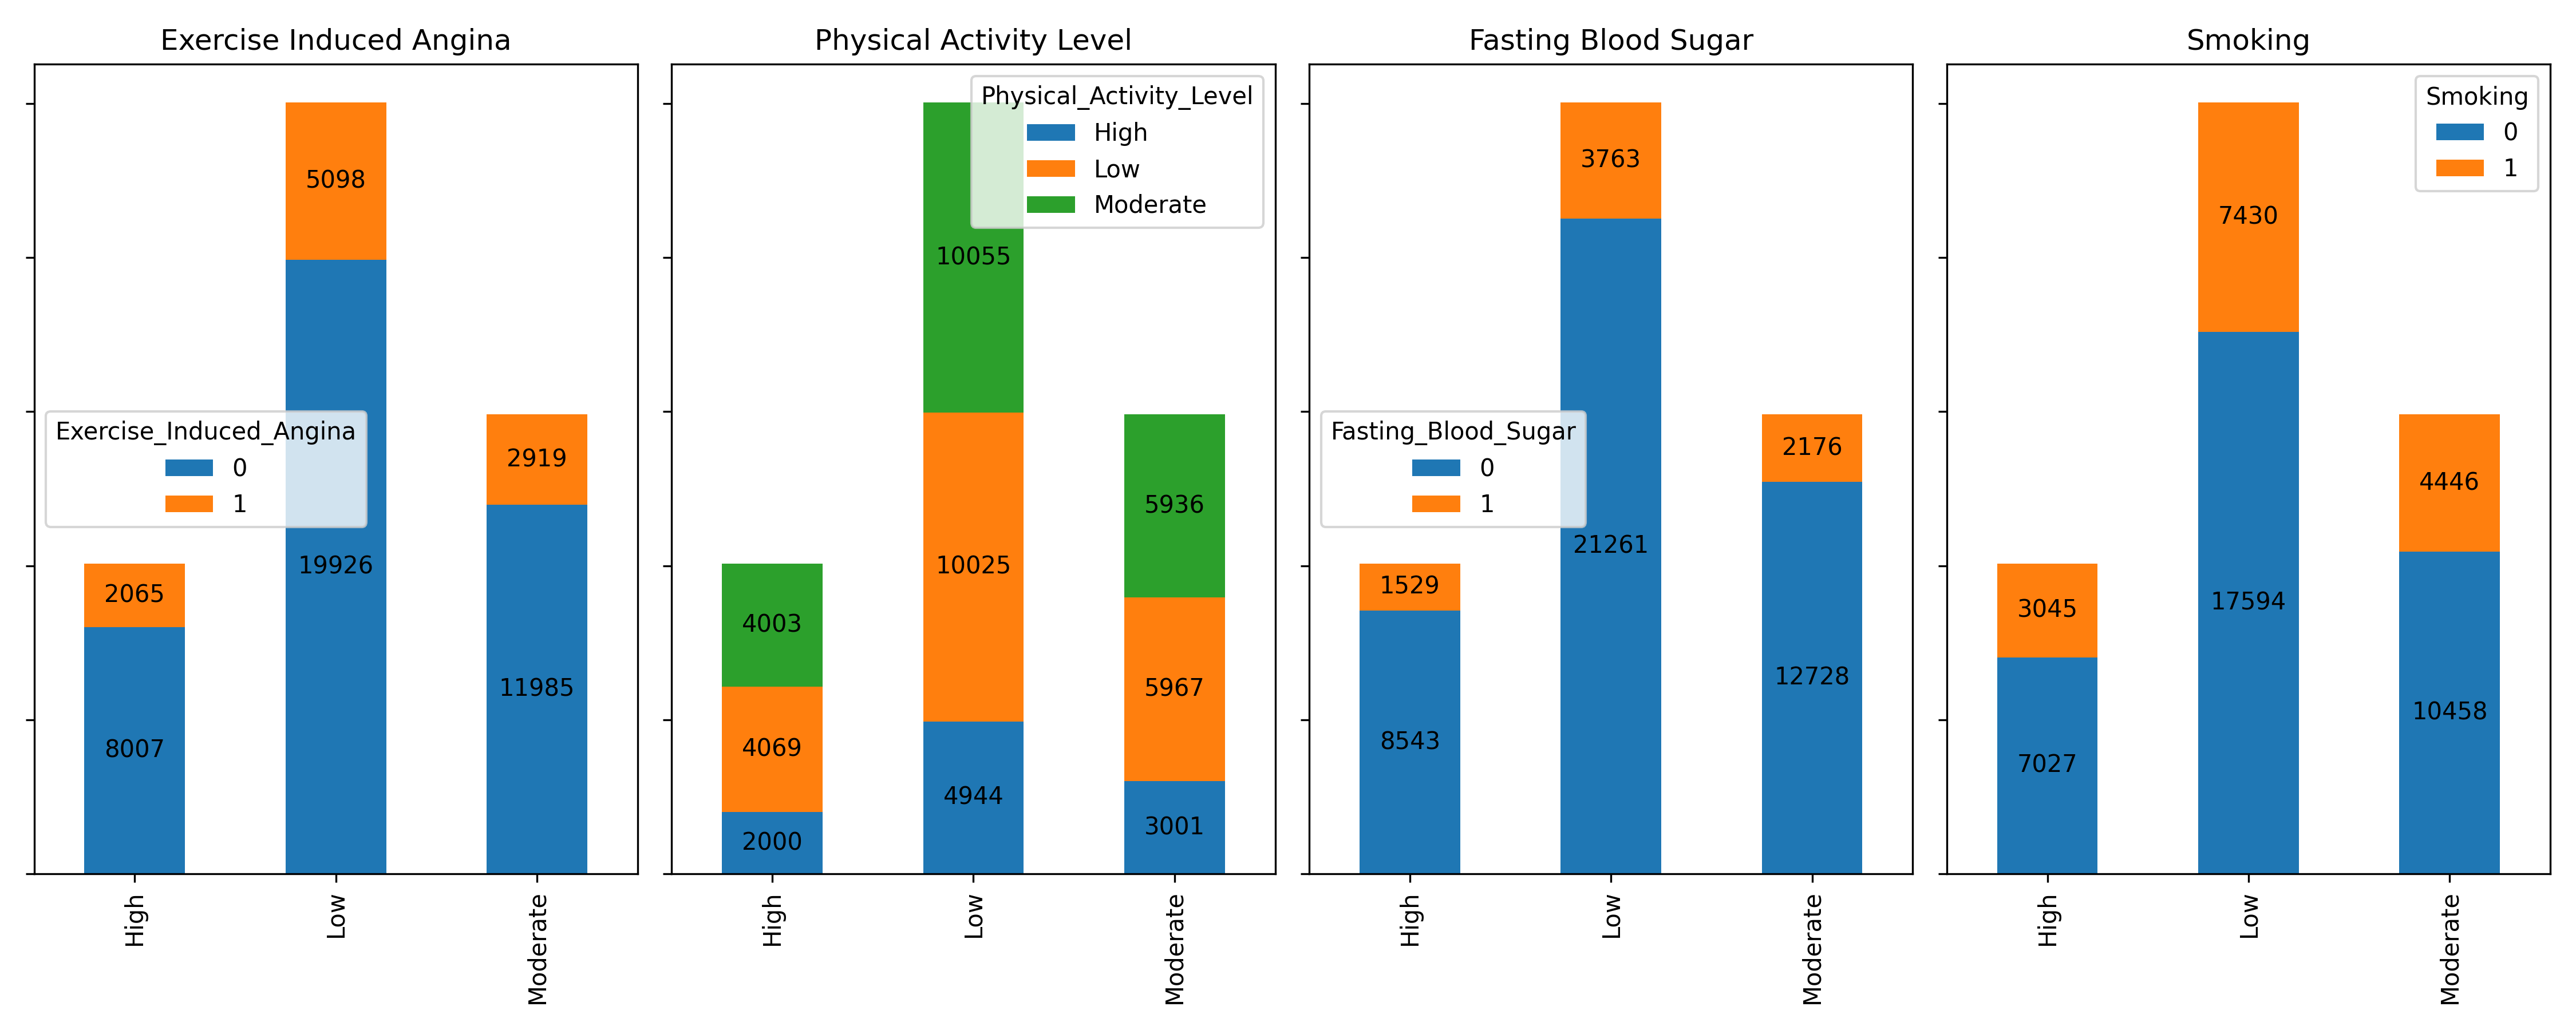 Exercise Induced Angina
5098
Exercise_Induced_Angina
0
1
2919
19926
2065
11985
8007
High
Low
Moderate
Physical Activity Level
Physical_Activity_Level
High
Low
Moderate
10055
5936
10025
4003
5967
4069
4944
3001
2000
High
Low
Moderate
Fasting Blood Sugar
3763
Fasting_Blood_Sugar
0
1
2176
21261
1529
12728
8543
High
Low
Moderate
Smoking
Smoking
0
1
7430
4446
17594
3045
10458
7027
High
Low
Moderate